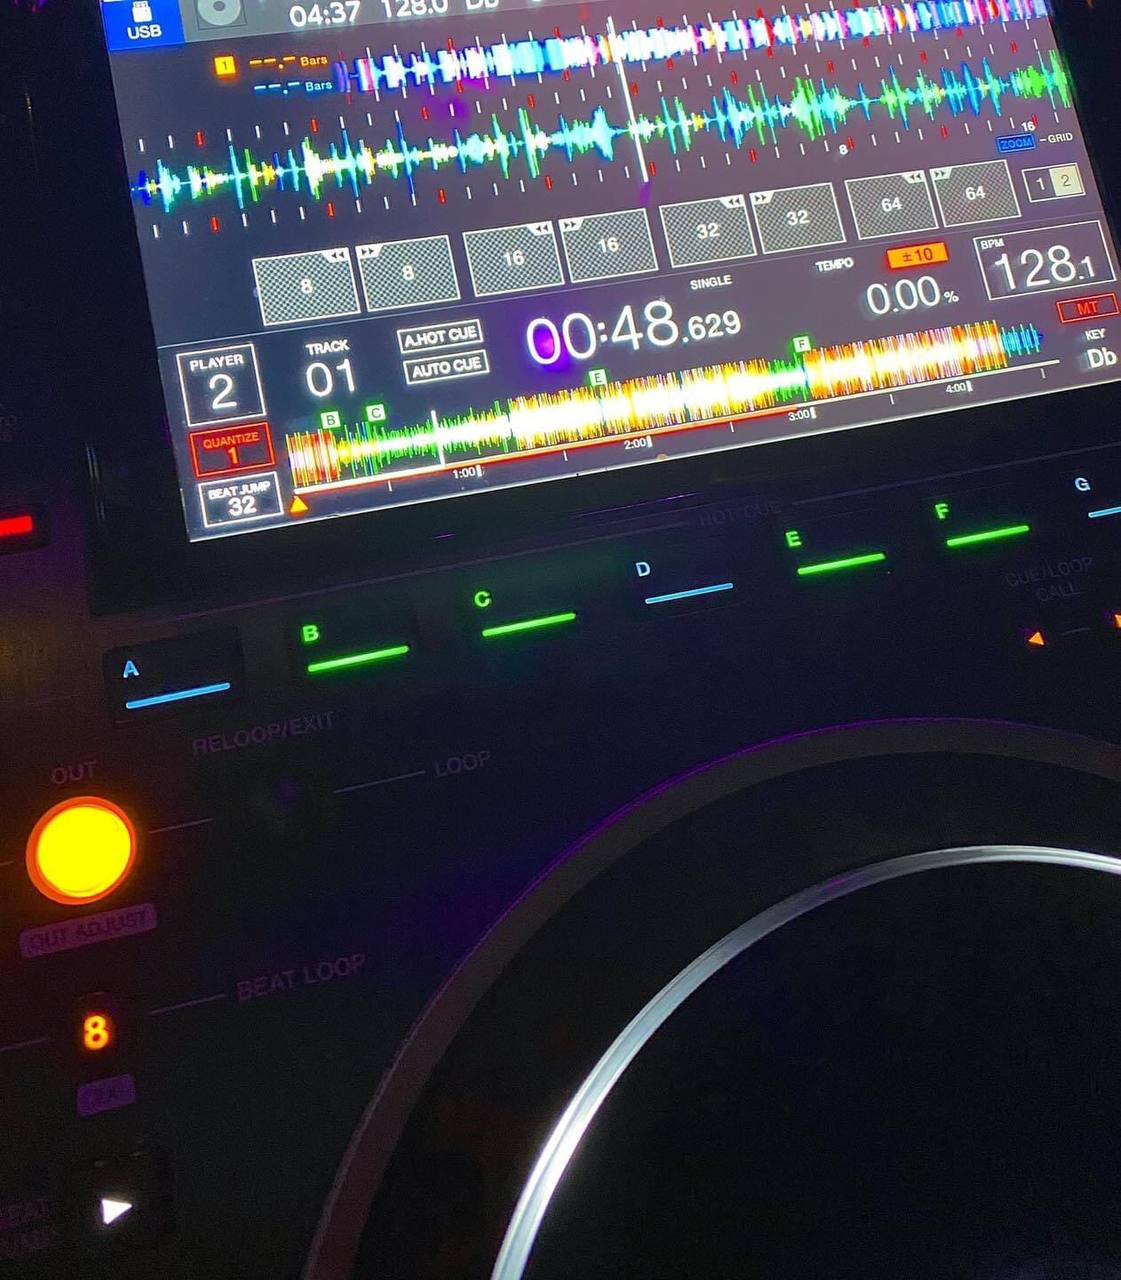 USB
04:37 128.0 Db
1 --.- Bars
--.- Bars
8
16
ZOOM - GRID
8 8 16 16 32 32 64 64 1 2
PLAYER
2
TRACK
01
A.HOT CUE
AUTO CUE
00:48.629
SINGLE
TEMPO
±10
0.00%
BPM
128.1
MT
KEY
Db
QUANTIZE
1
BEAT JUMP
32
B C E F
1:00 2:00 3:00 4:00
HOT CUE
A B C D E F G
CUE/LOOP
CALL
RELOOP/EXIT
LOOP
OUT
OUT ADJUST
BEAT LOOP
8
2X